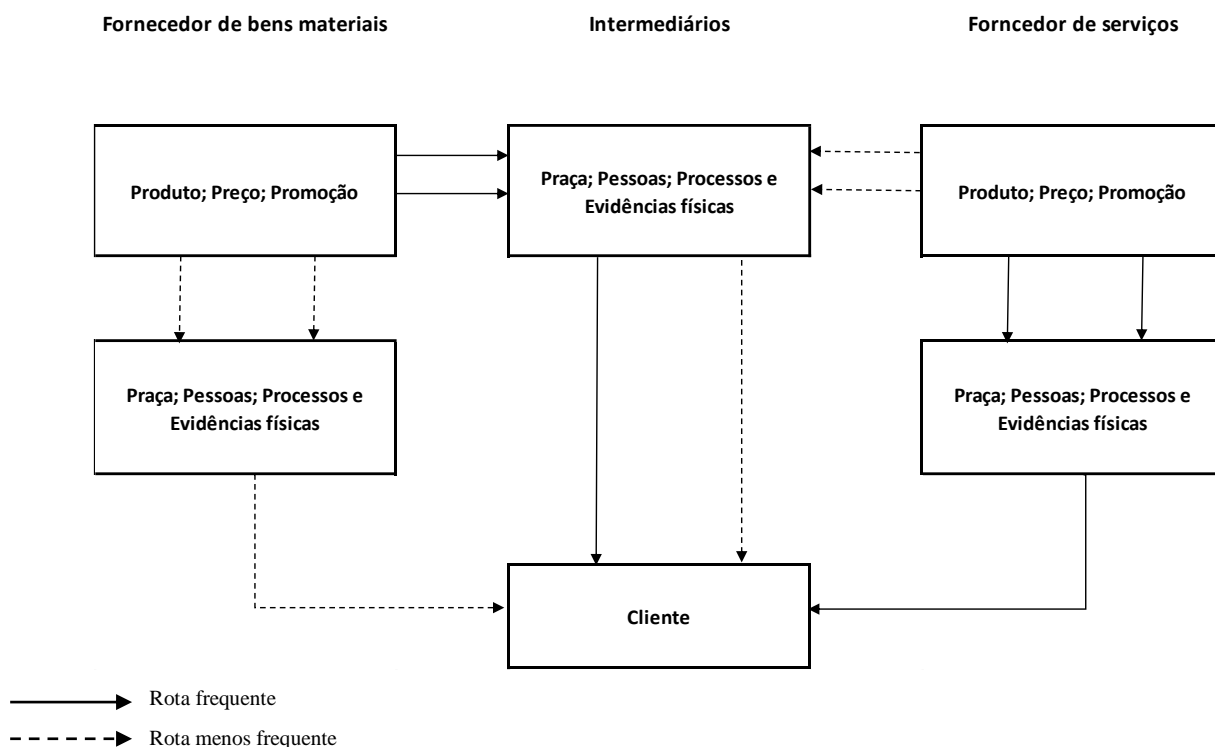 Fornecedor de bens materiais
Intermediários
Forncedor de serviços
Produto; Preço; Promoção
Praça; Pessoas; Processos e
Evidências físicas
Produto; Preço; Promoção
Praça; Pessoas; Processos e
Evidências físicas
Praça; Pessoas; Processos e
Evidências físicas
Cliente
Rota frequente
Rota menos frequente